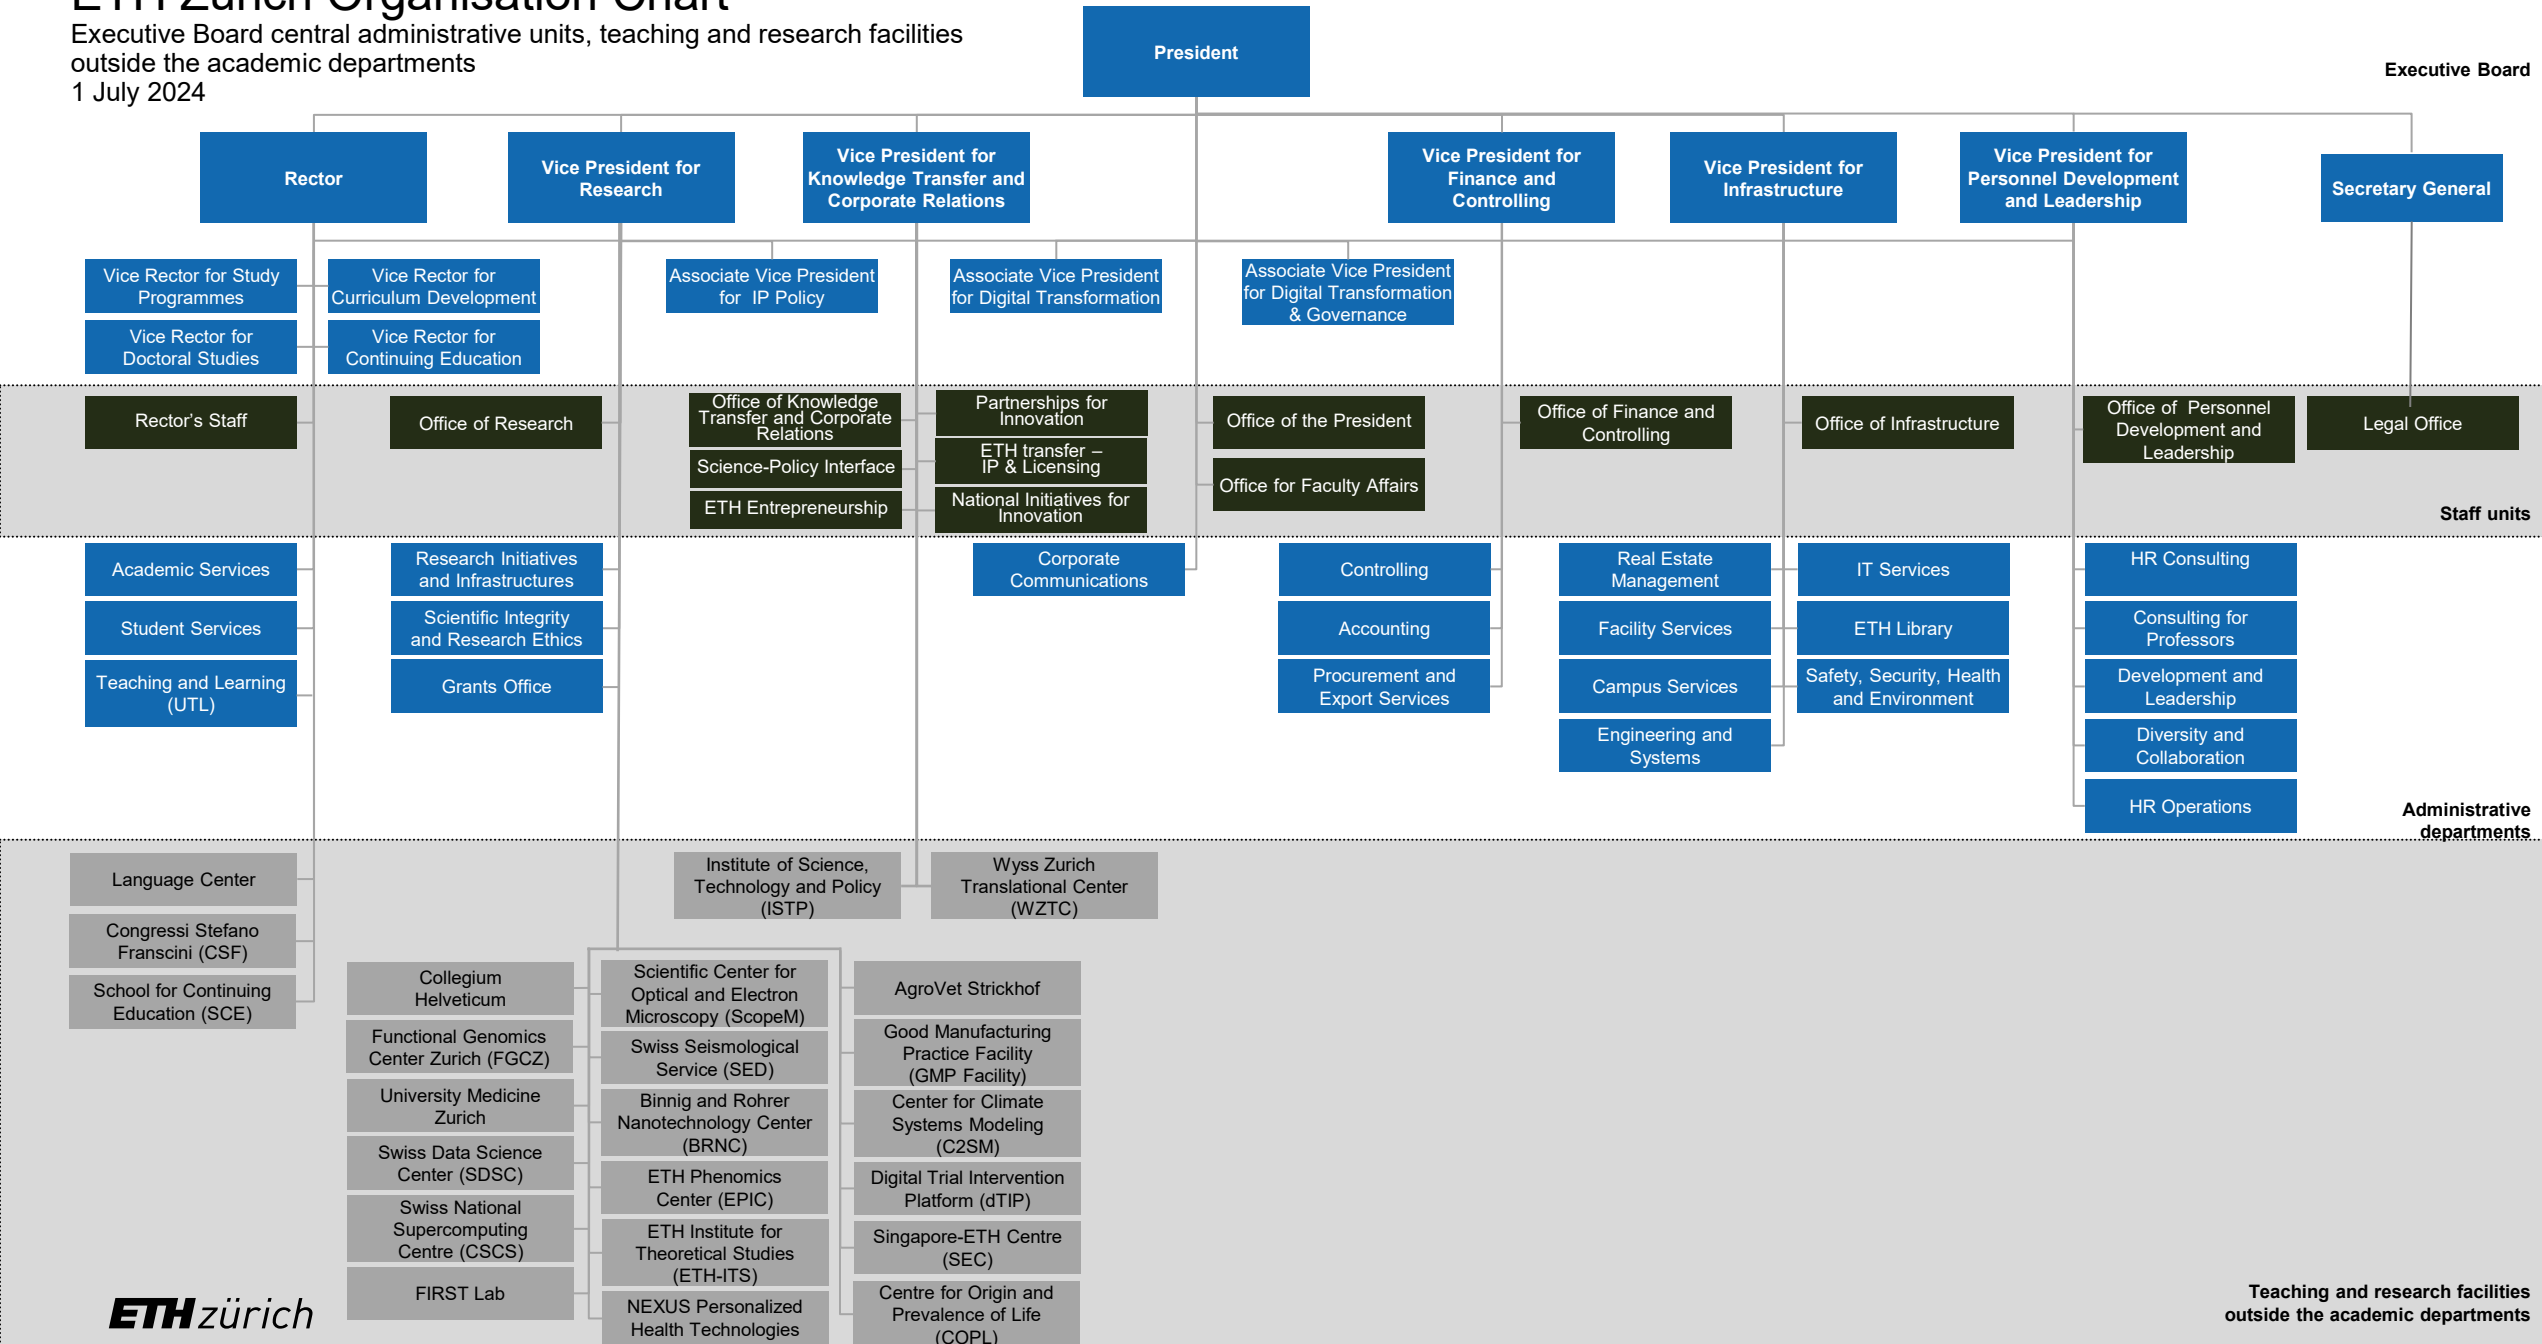 ETH Zürich Organisation Chart
Executive Board central administrative units, teaching and research facilities
outside the academic departments
1 July 2024
President
Executive Board
Rector
Vice President for
Research
Vice President for
Knowledge Transfer and
Corporate Relations
Vice President for
Finance and
Controlling
Vice President for
Infrastructure
Vice President for
Personnel Development
and Leadership
Secretary General
Vice Rector for Study
Programmes
Vice Rector for
Curriculum Development
Vice Rector for
Doctoral Studies
Vice Rector for
Continuing Education
Associate Vice President
for IP Policy
Associate Vice President
for Digital Transformation
Associate Vice President
for Digital Transformation
& Governance
Rector’s Staff
Office of Research
Office of Knowledge
Transfer and Corporate
Relations
Science-Policy Interface
ETH Entrepreneurship
Partnerships for
Innovation
ETH transfer –
IP & Licensing
National Initiatives for
Innovation
Office of the President
Office for Faculty Affairs
Office of Finance and
Controlling
Office of Infrastructure
Office of Personnel
Development and
Leadership
Legal Office
Staff units
Academic Services
Student Services
Teaching and Learning
(UTL)
Research Initiatives
and Infrastructures
Scientific Integrity
and Research Ethics
Grants Office
Corporate
Communications
Controlling
Accounting
Procurement and
Export Services
Real Estate
Management
Facility Services
Campus Services
Engineering and
Systems
IT Services
ETH Library
Safety, Security, Health
and Environment
HR Consulting
Consulting for
Professors
Development and
Leadership
Diversity and
Collaboration
HR Operations
Administrative
departments
Language Center
Congressi Stefano
Franscini (CSF)
School for Continuing
Education (SCE)
Institute of Science,
Technology and Policy
(ISTP)
Wyss Zurich
Translational Center
(WZTC)
Collegium
Helveticum
Functional Genomics
Center Zurich (FGCZ)
University Medicine
Zurich
Swiss Data Science
Center (SDSC)
Swiss National
Supercomputing
Centre (CSCS)
FIRST Lab
Scientific Center for
Optical and Electron
Microscopy (ScopeM)
Swiss Seismological
Service (SED)
Binnig and Rohrer
Nanotechnology Center
(BRNC)
ETH Phenomics
Center (EPIC)
ETH Institute for
Theoretical Studies
(ETH-ITS)
NEXUS Personalized
Health Technologies
AgroVet Strickhof
Good Manufacturing
Practice Facility
(GMP Facility)
Center for Climate
Systems Modeling
(C2SM)
Digital Trial Intervention
Platform (dTIP)
Singapore-ETH Centre
(SEC)
Centre for Origin and
Prevalence of Life
(COPL)
ETH zürich
Teaching and research facilities
outside the academic departments